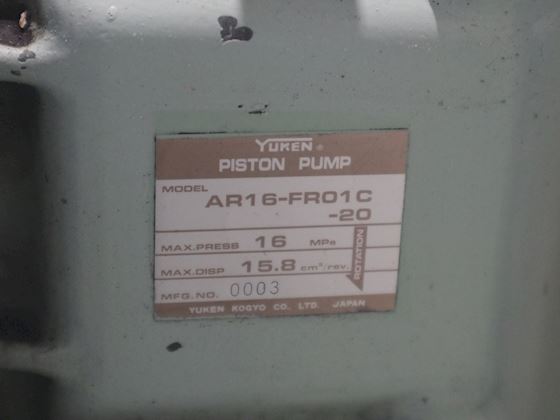 YUKEN®
PISTON PUMP
MODEL
AR16-FR01C
-20
MAX.PRESS 16 MPa
MAX.DISP 15.8 cm³/rev.
ROTATION
MFG.NO. 0003
YUKEN KOGYO CO., LTD. JAPAN